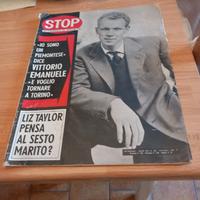 STOP
«IO SONO
UN
PIEMONTESE»
DICE
VITTORIO
EMANUELE
«E VOGLIO
TORNARE
A TORINO»
LIZ TAYLOR
PENSA
AL SESTO
MARITO?